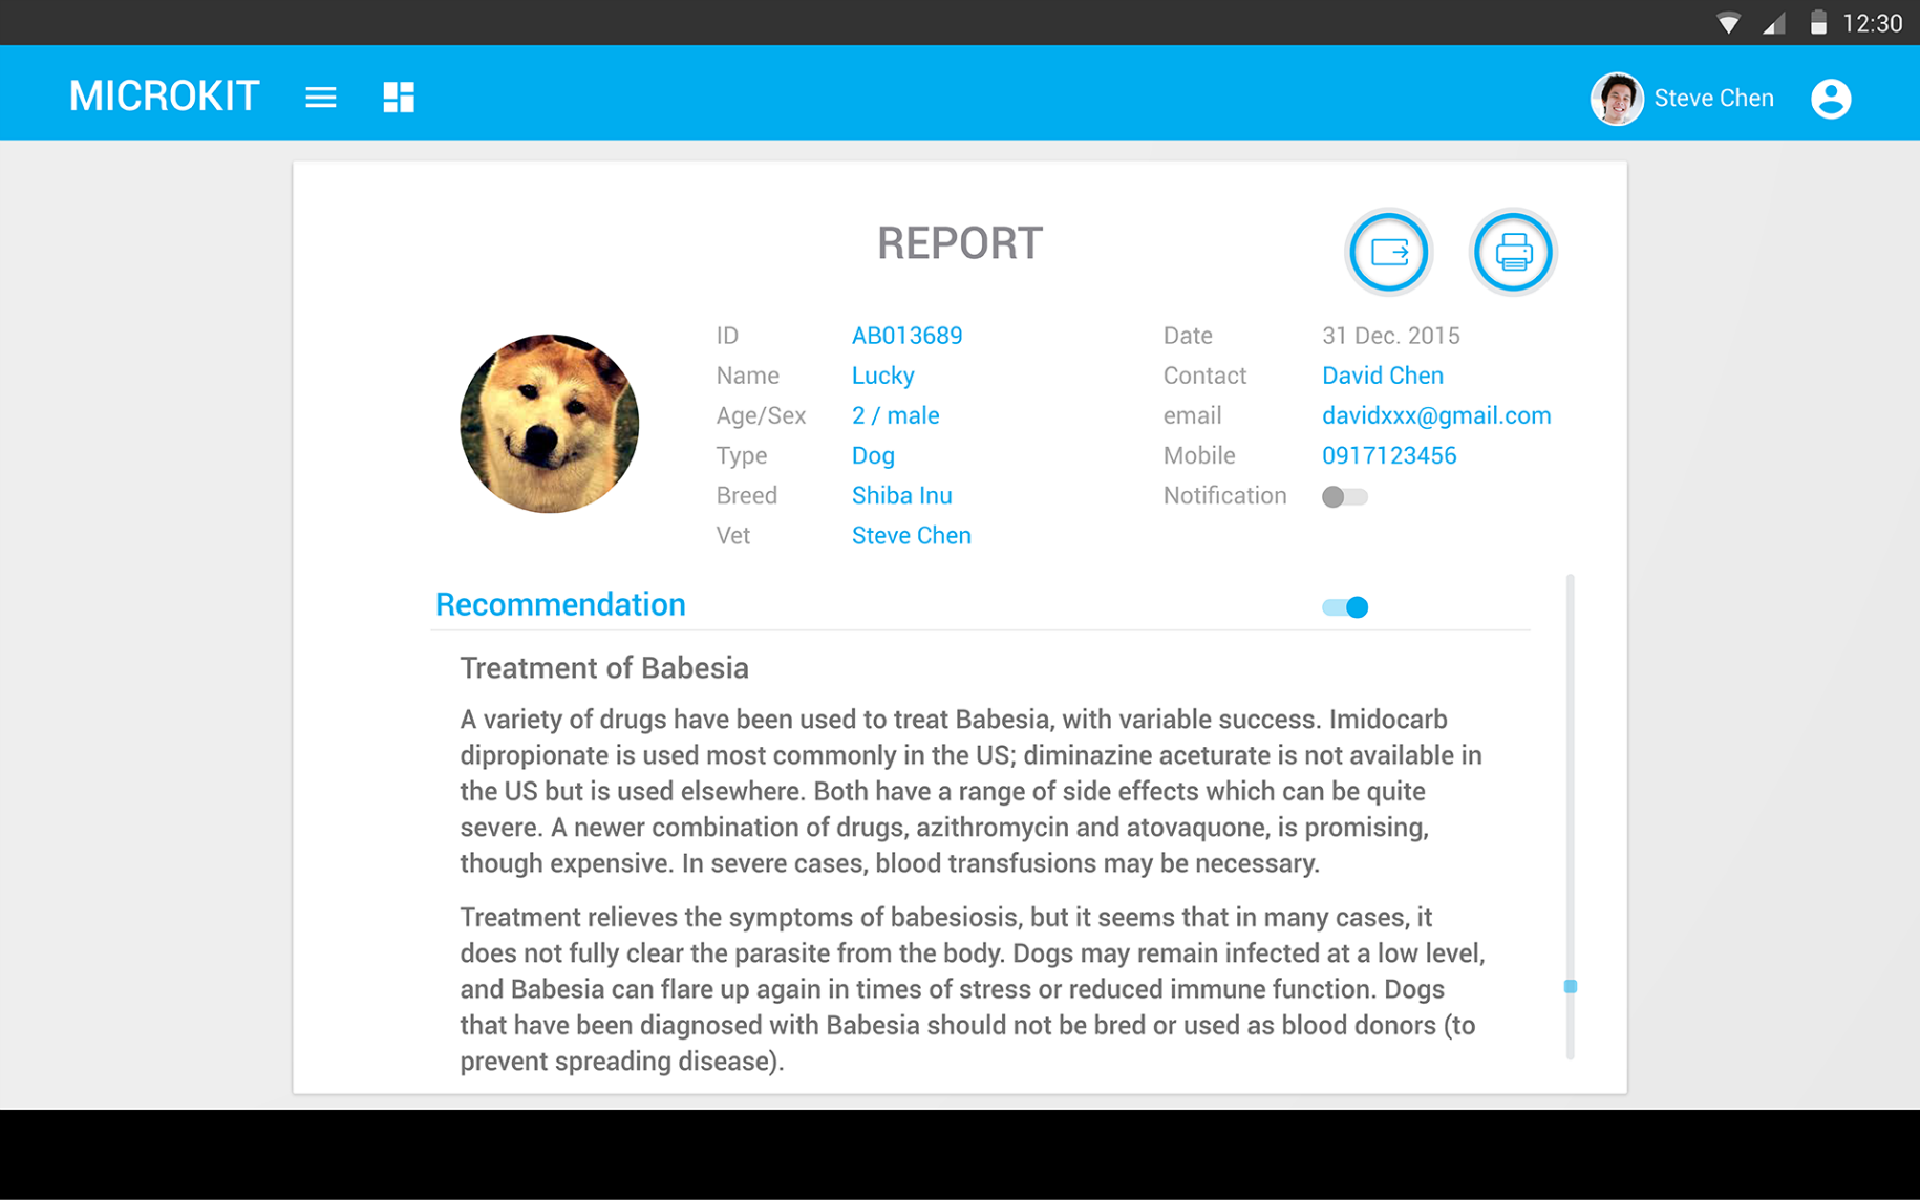 12:30
MICROKIT
Steve Chen
REPORT
ID AB013689 Date 31 Dec. 2015
Name Lucky Contact David Chen
Age/Sex 2 / male email davidxxx@gmail.com
Type Dog Mobile 0917123456
Breed Shiba Inu Notification
Vet Steve Chen
Recommendation
Treatment of Babesia
A variety of drugs have been used to treat Babesia, with variable success. Imidocarb
dipropionate is used most commonly in the US; diminazine aceturate is not available in
the US but is used elsewhere. Both have a range of side effects which can be quite
severe. A newer combination of drugs, azithromycin and atovaquone, is promising,
though expensive. In severe cases, blood transfusions may be necessary.
Treatment relieves the symptoms of babesiosis, but it seems that in many cases, it
does not fully clear the parasite from the body. Dogs may remain infected at a low level,
and Babesia can flare up again in times of stress or reduced immune function. Dogs
that have been diagnosed with Babesia should not be bred or used as blood donors (to
prevent spreading disease).